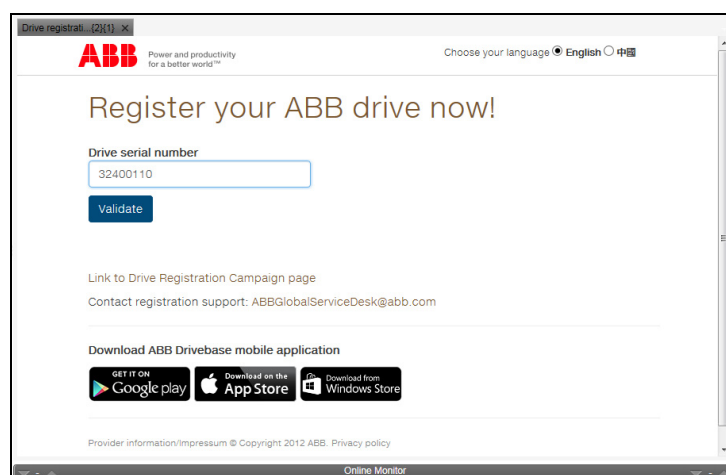 Drive registrati...{2}{1} ×
ABB
Power and productivity
for a better world™
Choose your language English 中國
Register your ABB drive now!
Drive serial number
32400110
Validate
Link to Drive Registration Campaign page
Contact registration support: ABBGlobalServiceDesk@abb.com
Download ABB Drivebase mobile application
GET IT ON
Google play
Download on the
App Store
Download from
Windows Store
Provider information/Impressum © Copyright 2012 ABB. Privacy policy
Online Monitor